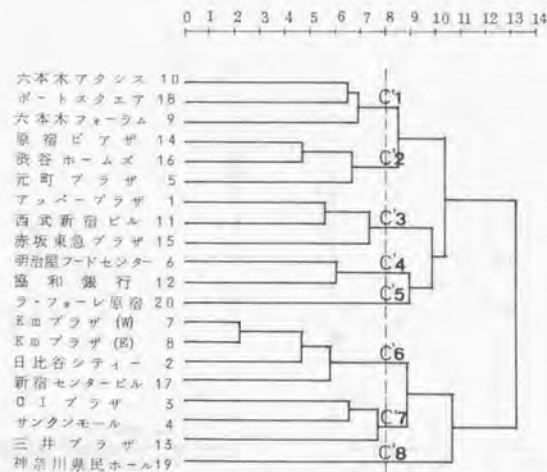 0 1 2 3 4 5 6 7 8 9 10 11 12 13 14
六本木アクシス 10
ポートスクエア 18
六本木フォーラム 9
原宿ピアザ 14
渋谷ホームズ 16
元町プラザ 5
アッペープラザ 1
西武新宿ビル 11
赤坂東急プラザ 15
明治屋フードセンター 6
協和銀行 12
ラ・フォーレ原宿 20
Kmプラザ (W) 7
Kmプラザ (E) 8
日比谷シティー 2
新宿センタービル 17
CIプラザ 3
サンクンモール 4
三井プラザ 13
神奈川県民ホール 19
C'1
C'2
C'3
C'4
C'5
C'6
C'7
C'8